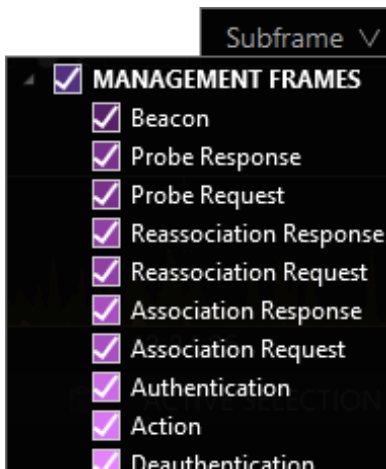 Subframe
MANAGEMENT FRAMES
Beacon
Probe Response
Probe Request
Reassociation Response
Reassociation Request
Association Response
Association Request
Authentication
Action
Deauthentication